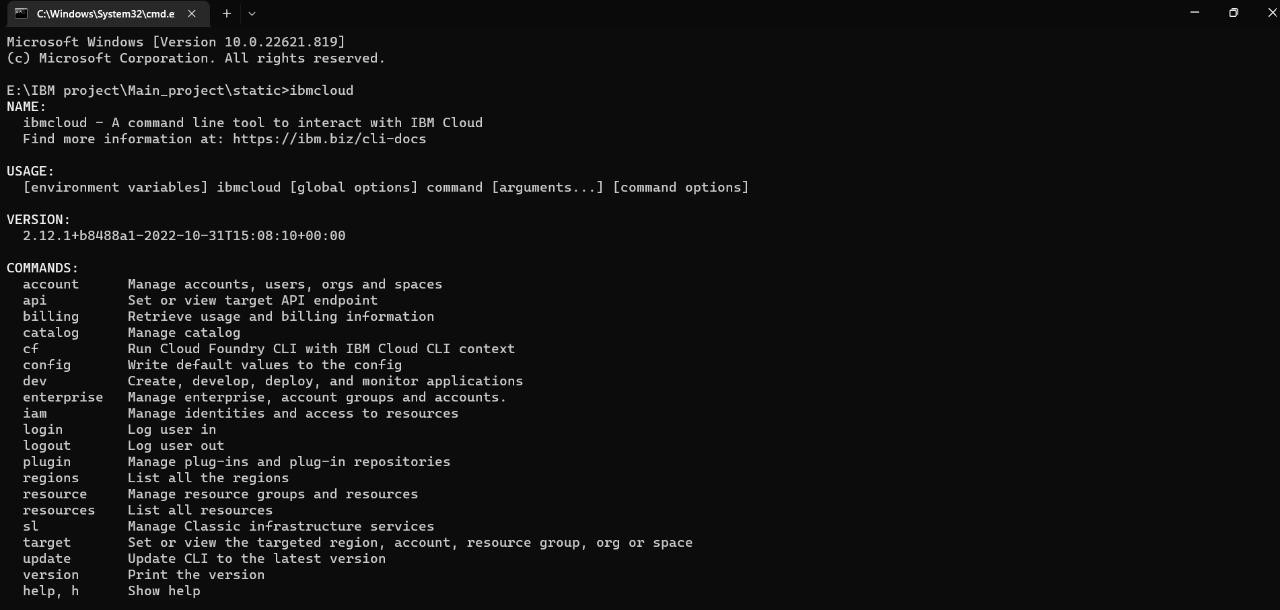 C:\Windows\System32\cmd.e
Microsoft Windows [Version 10.0.22621.819]
(c) Microsoft Corporation. All rights reserved.
E:\IBM project\Main_project\static>ibmcloud
NAME:
ibmcloud - A command line tool to interact with IBM Cloud
Find more information at: https://ibm.biz/cli-docs
USAGE:
[environment variables] ibmcloud [global options] command [arguments...] [command options]
VERSION:
2.12.1+b8488a1-2022-10-31T15:08:10+00:00
COMMANDS:
account Manage accounts, users, orgs and spaces
api Set or view target API endpoint
billing Retrieve usage and billing information
catalog Manage catalog
cf Run Cloud Foundry CLI with IBM Cloud CLI context
config Write default values to the config
dev Create, develop, deploy, and monitor applications
enterprise Manage enterprise, account groups and accounts.
iam Manage identities and access to resources
login Log user in
logout Log user out
plugin Manage plug-ins and plug-in repositories
regions List all the regions
resource Manage resource groups and resources
resources List all resources
sl Manage Classic infrastructure services
target Set or view the targeted region, account, resource group, org or space
update Update CLI to the latest version
version Print the version
help, h Show help